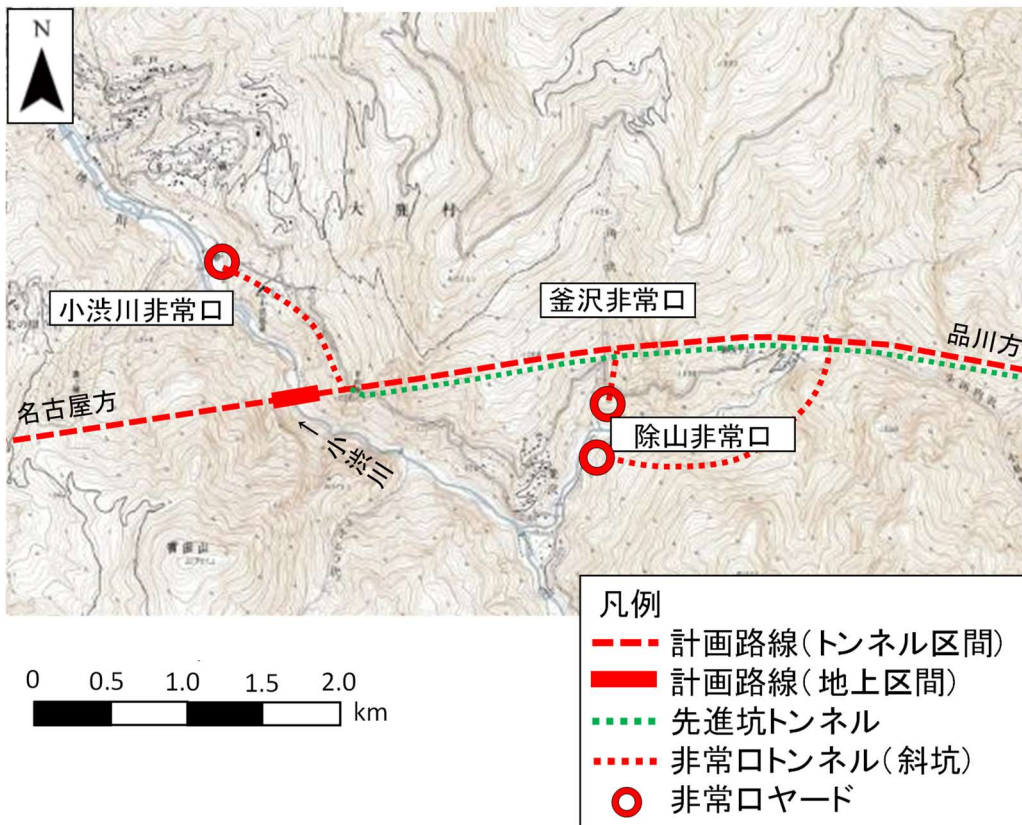 N
大鹿村
小渋川非常口
釜沢非常口
品川方
名古屋方
除山非常口
←小渋川
凡例
計画路線(トンネル区間)
計画路線(地上区間)
先進坑トンネル
非常口トンネル(斜坑)
非常口ヤード
0 0.5 1.0 1.5 2.0
km